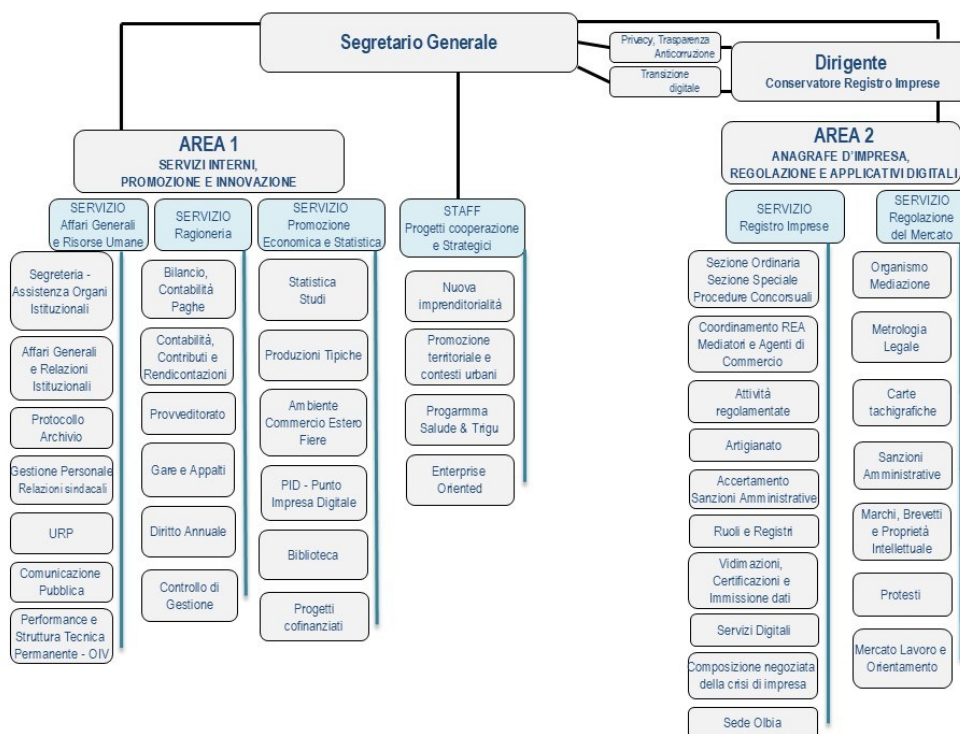 Segretario Generale
Privacy, Trasparenza
Anticorruzione
Transizione
digitale
Dirigente
Conservatore Registro Imprese
AREA 1
SERVIZI INTERNI,
PROMOZIONE E INNOVAZIONE
AREA 2
ANAGRAFE D'IMPRESA,
REGOLAZIONE E APPLICATIVI DIGITALI,
SERVIZIO
Affari Generali
e Risorse Umane
Segreteria -
Assistenza Organi
Istituzionali
Affari Generali
e Relazioni
Istituzionali
Protocollo
Archivio
Gestione Personale
Relazioni sindacali
URP
Comunicazione
Pubblica
Performance e
Struttura Tecnica
Permanente - OIV
SERVIZIO
Ragioneria
Bilancio,
Contabilità
Paghe
Contabilità,
Contributi e
Rendicontazioni
Provveditorato
Gare e Appalti
Diritto Annuale
Controllo di
Gestione
SERVIZIO
Promozione
Economica e Statistica
Statistica
Studi
Produzioni Tipiche
Ambiente
Commercio Estero
Fiere
PID - Punto
Impresa Digitale
Biblioteca
Progetti
cofinanziati
STAFF
Progetti cooperazione
e Strategici
Nuova
imprenditorialità
Promozione
territoriale e
contesti urbani
Progarmma
Salude & Trigu
Enterprise
Oriented
SERVIZIO
Registro Imprese
Sezione Ordinaria
Sezione Speciale
Procedure Concorsuali
Coordinamento REA
Mediatori e Agenti di
Commercio
Attività
regolamentate
Artigianato
Accertamento
Sanzioni Amministrative
Ruoli e Registri
Vidimazioni,
Certificazioni e
Immissione dati
Servizi Digitali
Composizione negoziata
della crisi di impresa
Sede Olbia
SERVIZIO
Regolazione
del Mercato
Organismo
Mediazione
Metrologia
Legale
Carte
tachigrafiche
Sanzioni
Amministrative
Marchi, Brevetti
e Proprietà
Intellettuale
Protesti
Mercato Lavoro e
Orientamento